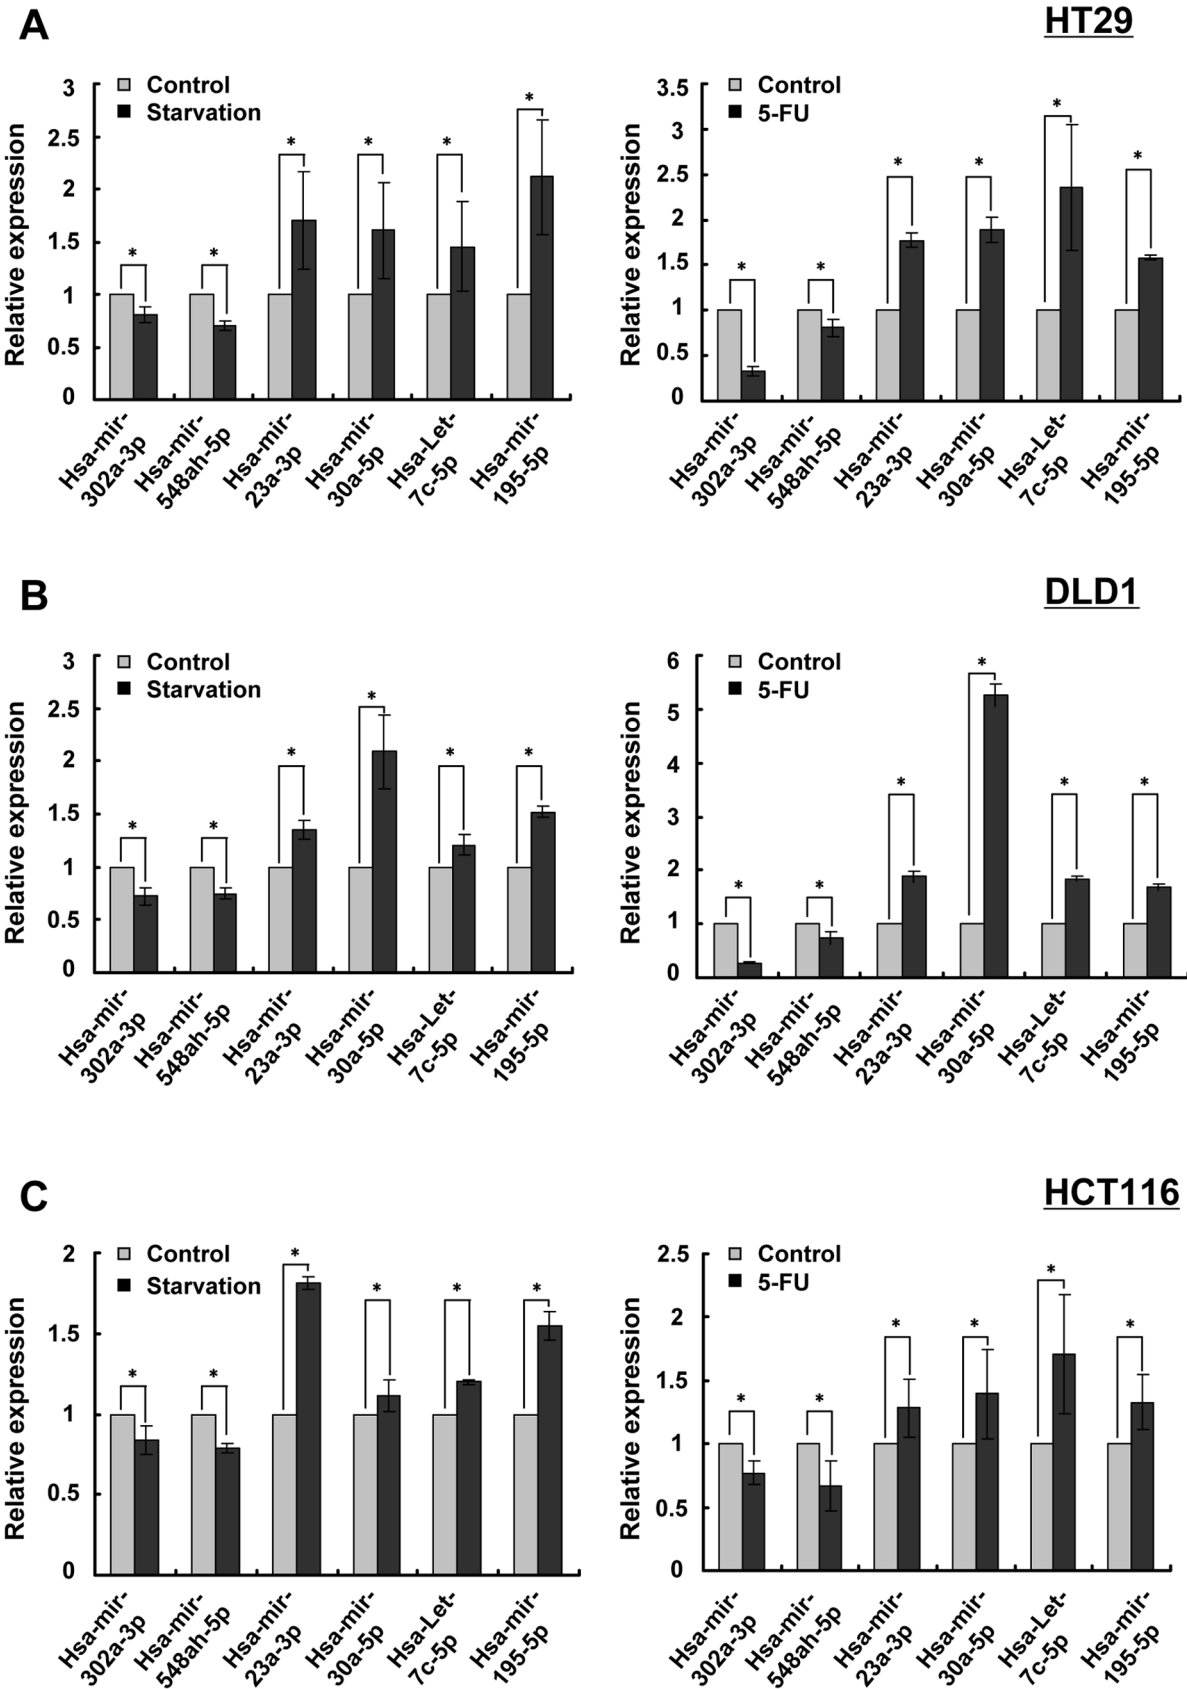 A
HT29
Control
Starvation
Relative expression
3
2.5
2
1.5
1
0.5
0
* * * * * *
Hsa-mir-
302a-3p
Hsa-mir-
548ah-5p
Hsa-mir-
23a-3p
Hsa-mir-
30a-5p
Hsa-Let-
7c-5p
Hsa-mir-
195-5p
Control
5-FU
Relative expression
3.5
3
2.5
2
1.5
1
0.5
0
* * * * * *
Hsa-mir-
302a-3p
Hsa-mir-
548ah-5p
Hsa-mir-
23a-3p
Hsa-mir-
30a-5p
Hsa-Let-
7c-5p
Hsa-mir-
195-5p
B
DLD1
Control
Starvation
Relative expression
3
2.5
2
1.5
1
0.5
0
* * * * * *
Hsa-mir-
302a-3p
Hsa-mir-
548ah-5p
Hsa-mir-
23a-3p
Hsa-mir-
30a-5p
Hsa-Let-
7c-5p
Hsa-mir-
195-5p
Control
5-FU
Relative expression
6
5
4
3
2
1
0
* * * * * *
Hsa-mir-
302a-3p
Hsa-mir-
548ah-5p
Hsa-mir-
23a-3p
Hsa-mir-
30a-5p
Hsa-Let-
7c-5p
Hsa-mir-
195-5p
C
HCT116
Control
Starvation
Relative expression
2
1.5
1
0.5
0
* * * * * *
Hsa-mir-
302a-3p
Hsa-mir-
548ah-5p
Hsa-mir-
23a-3p
Hsa-mir-
30a-5p
Hsa-Let-
7c-5p
Hsa-mir-
195-5p
Control
5-FU
Relative expression
2.5
2
1.5
1
0.5
0
* * * * * *
Hsa-mir-
302a-3p
Hsa-mir-
548ah-5p
Hsa-mir-
23a-3p
Hsa-mir-
30a-5p
Hsa-Let-
7c-5p
Hsa-mir-
195-5p